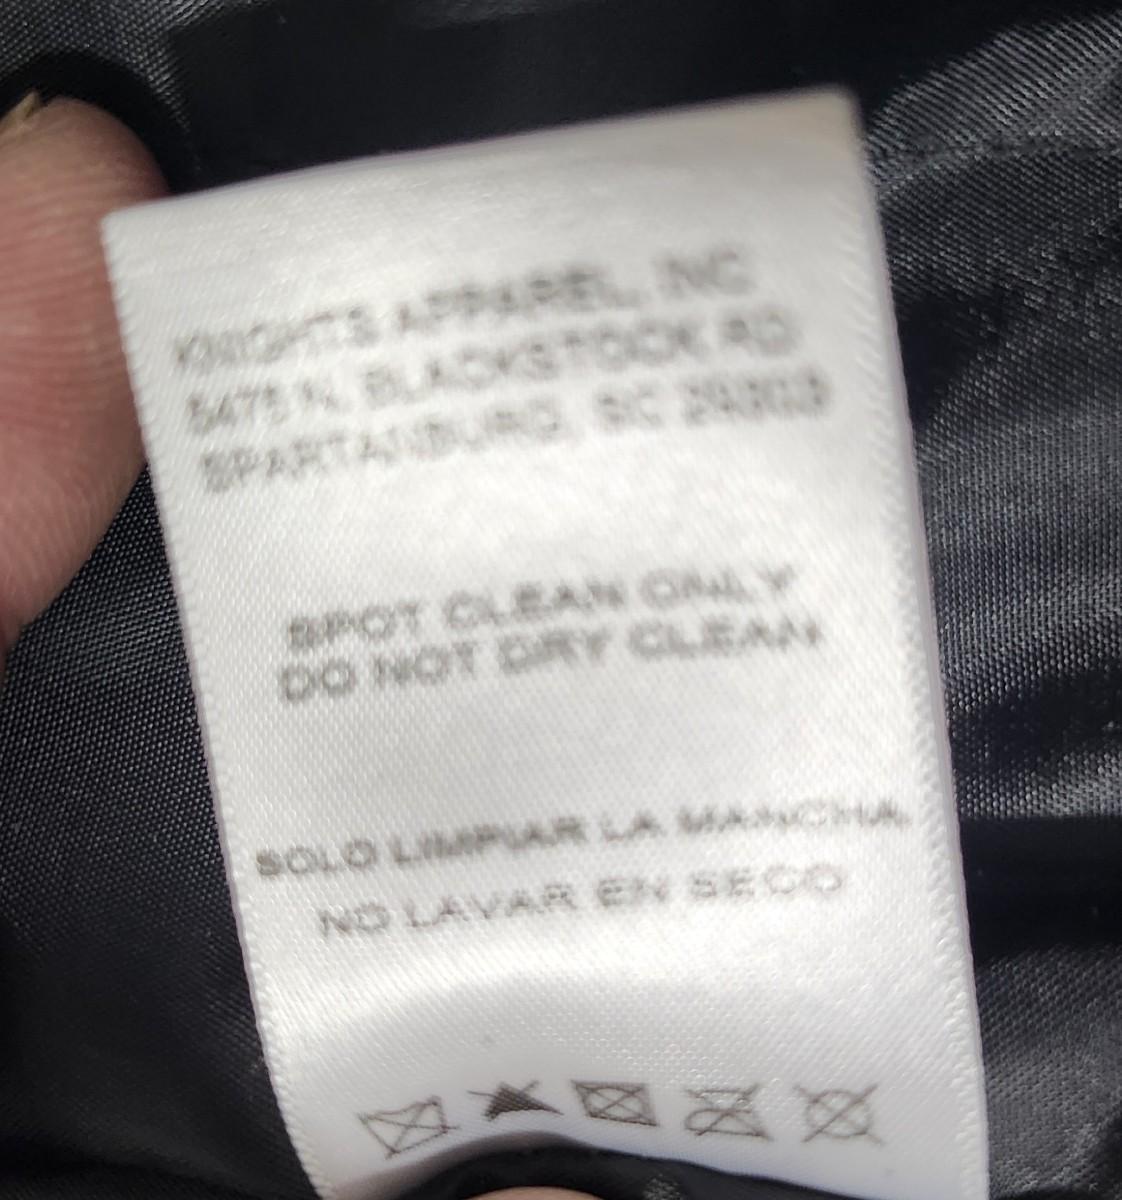 KNIGHTS APPAREL, INC
5475 N. BLACKSTOCK RD
SPARTANBURG, SC 29303
SPOT CLEAN ONLY
DO NOT DRY CLEAN
SOLO LIMPIAR LA MANCHA.
NO LAVAR EN SECO